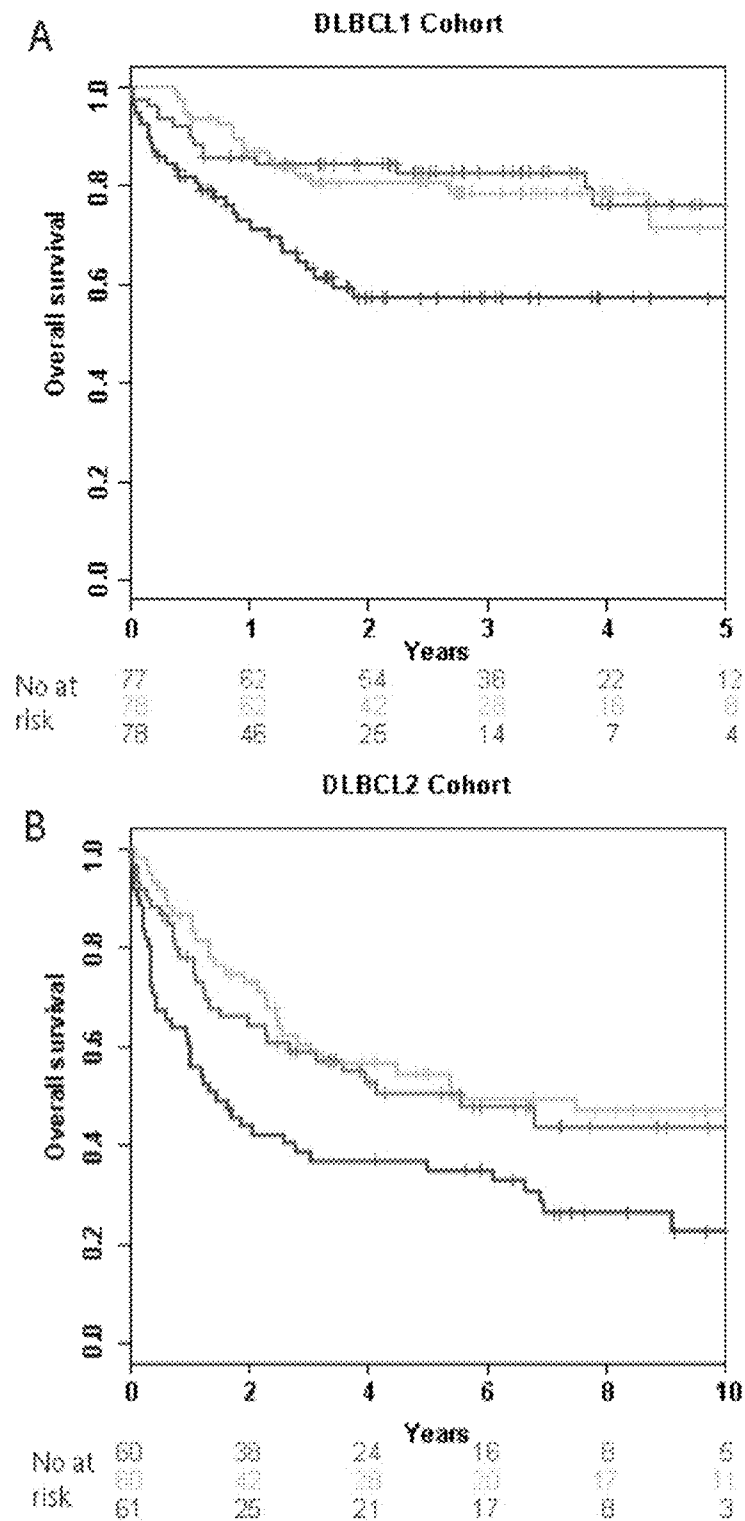 A
DLBCL1 Cohort
Overall survival
1.0
0.8
0.6
0.4
0.2
0.0
0 1 2 3 4 5
Years
No at risk
77 62 54 36 22 12
78
78 46 25 14 7 4
B
DLBCL2 Cohort
Overall survival
1.0
0.8
0.6
0.4
0.2
0.0
0 2 4 6 8 10
Years
No at risk
60 38 24 16 8 6
61 25 21 17 8 3